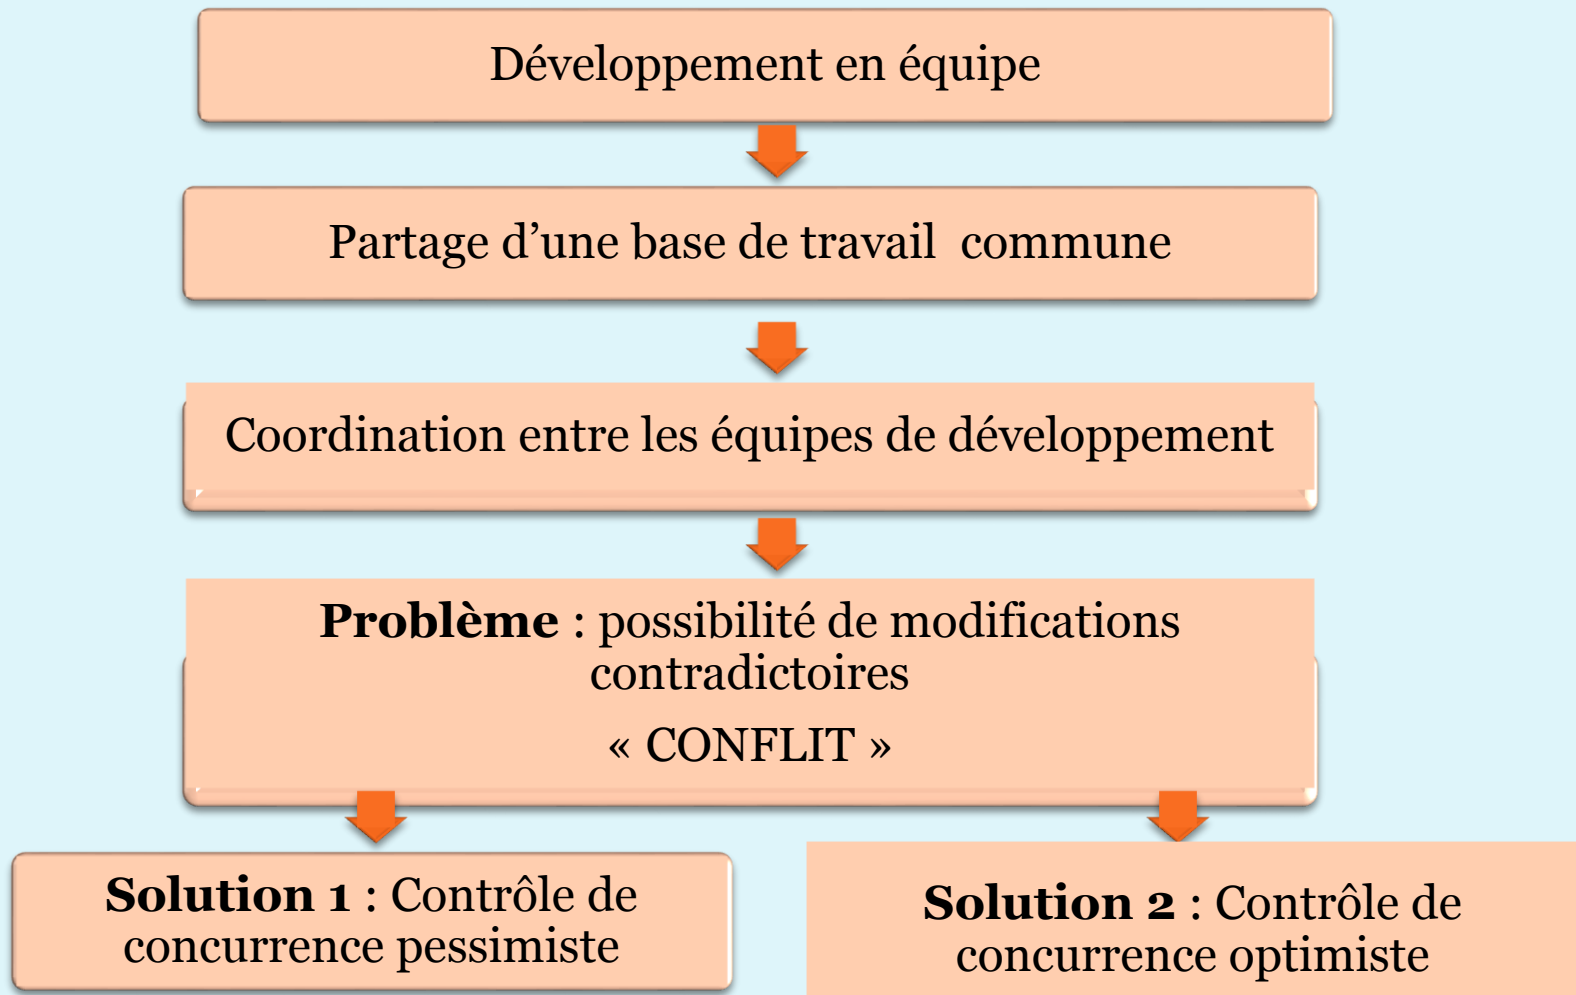 Développement en équipe
Partage d’une base de travail commune
Coordination entre les équipes de développement
Problème : possibilité de modifications
contradictoires
« CONFLIT »
Solution 1 : Contrôle de
concurrence pessimiste
Solution 2 : Contrôle de
concurrence optimiste